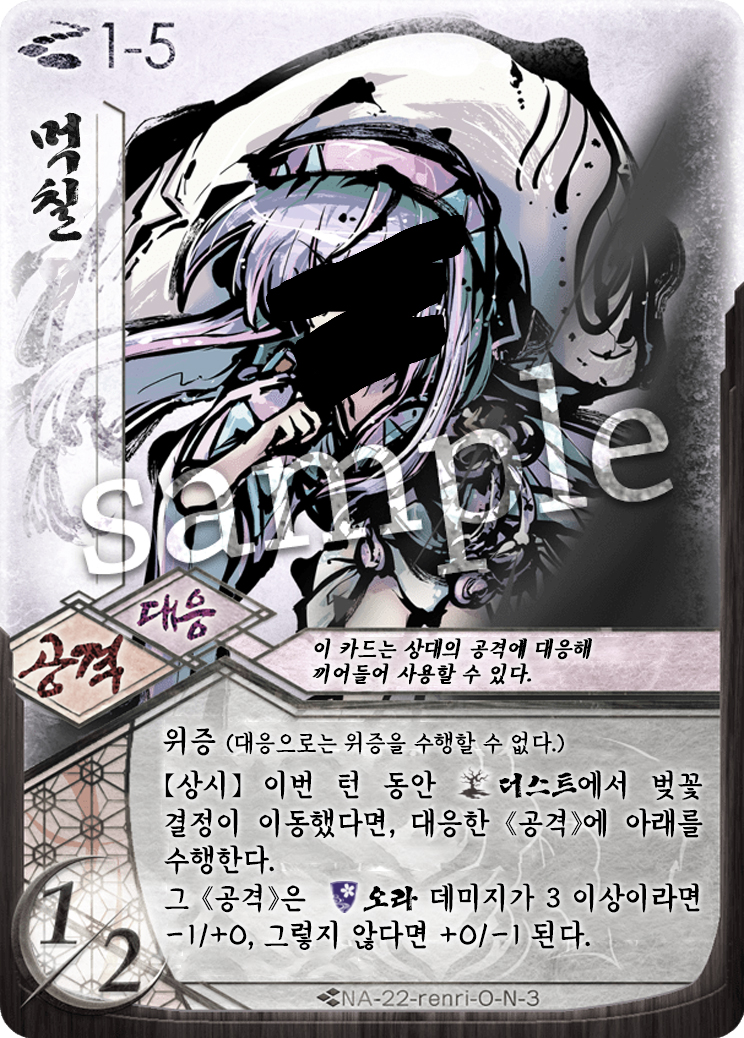 1-5
먹칠
sample
대응
공격
이 카드는 상대의 공격에 대응해
끼어들어 사용할 수 있다.
위증 (대응으로는 위증을 수행할 수 없다.)
【상시】 이번 턴 동안 더스트에서 벚꽃
결정이 이동했다면, 대응한 《공격》에 아래를
수행한다.
그 《공격》은 오라 데미지가 3 이상이라면
-1/+0, 그렇지 않다면 +0/-1 된다.
1/2
NA-22-renri-O-N-3